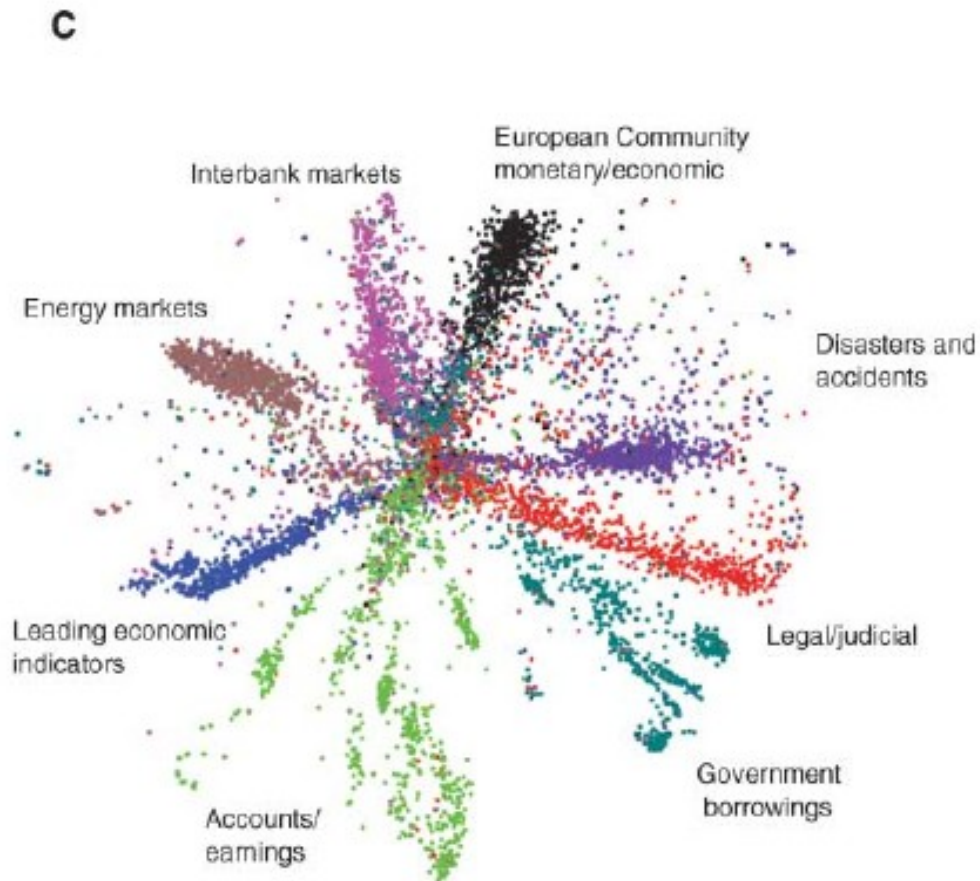 C
European Community
monetary/economic
Interbank markets
Energy markets
Disasters and
accidents
Leading economic
indicators
Legal/judicial
Government
borrowings
Accounts/
earnings